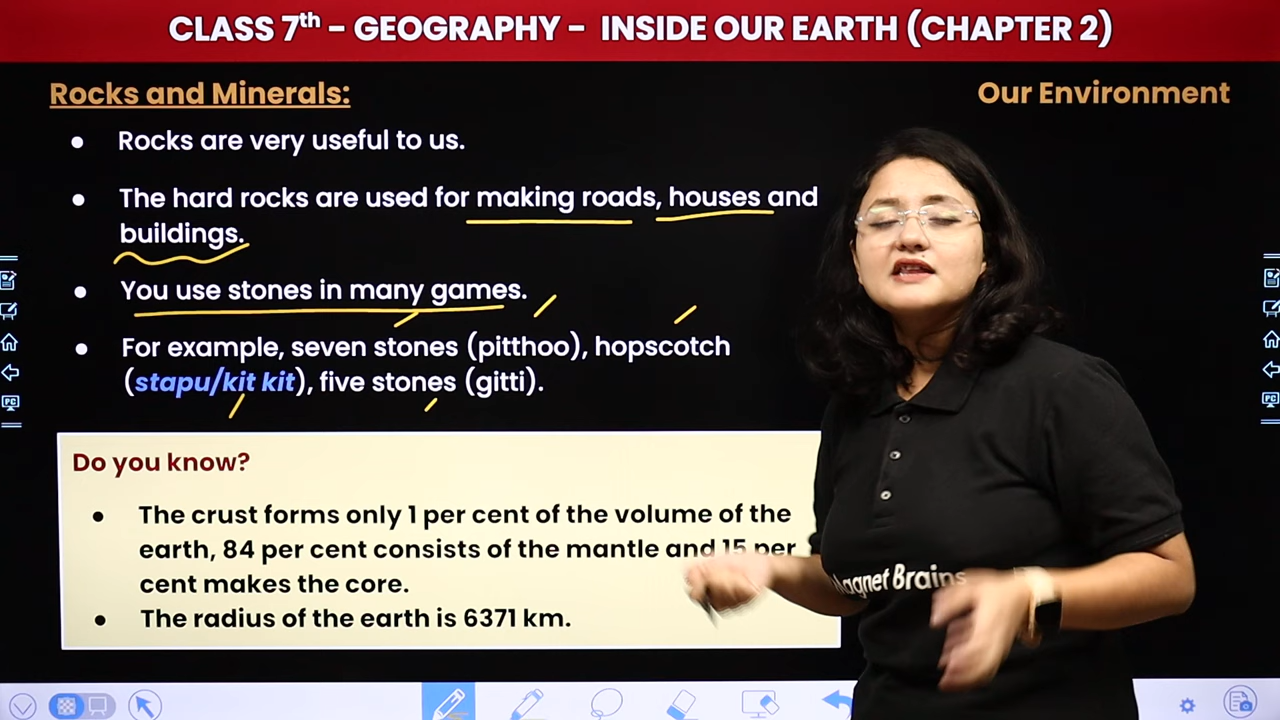 CLASS 7th - GEOGRAPHY - INSIDE OUR EARTH (CHAPTER 2)
Rocks and Minerals:
Our Environment
● Rocks are very useful to us.
● The hard rocks are used for making roads, houses and
buildings.
● You use stones in many games.
● For example, seven stones (pitthoo), hopscotch
(stapu/kit kit), five stones (gitti).
Do you know?
● The crust forms only 1 per cent of the volume of the
earth, 84 per cent consists of the mantle and 15 per
cent makes the core.
● The radius of the earth is 6371 km.
Magnet Brains
PC
PC